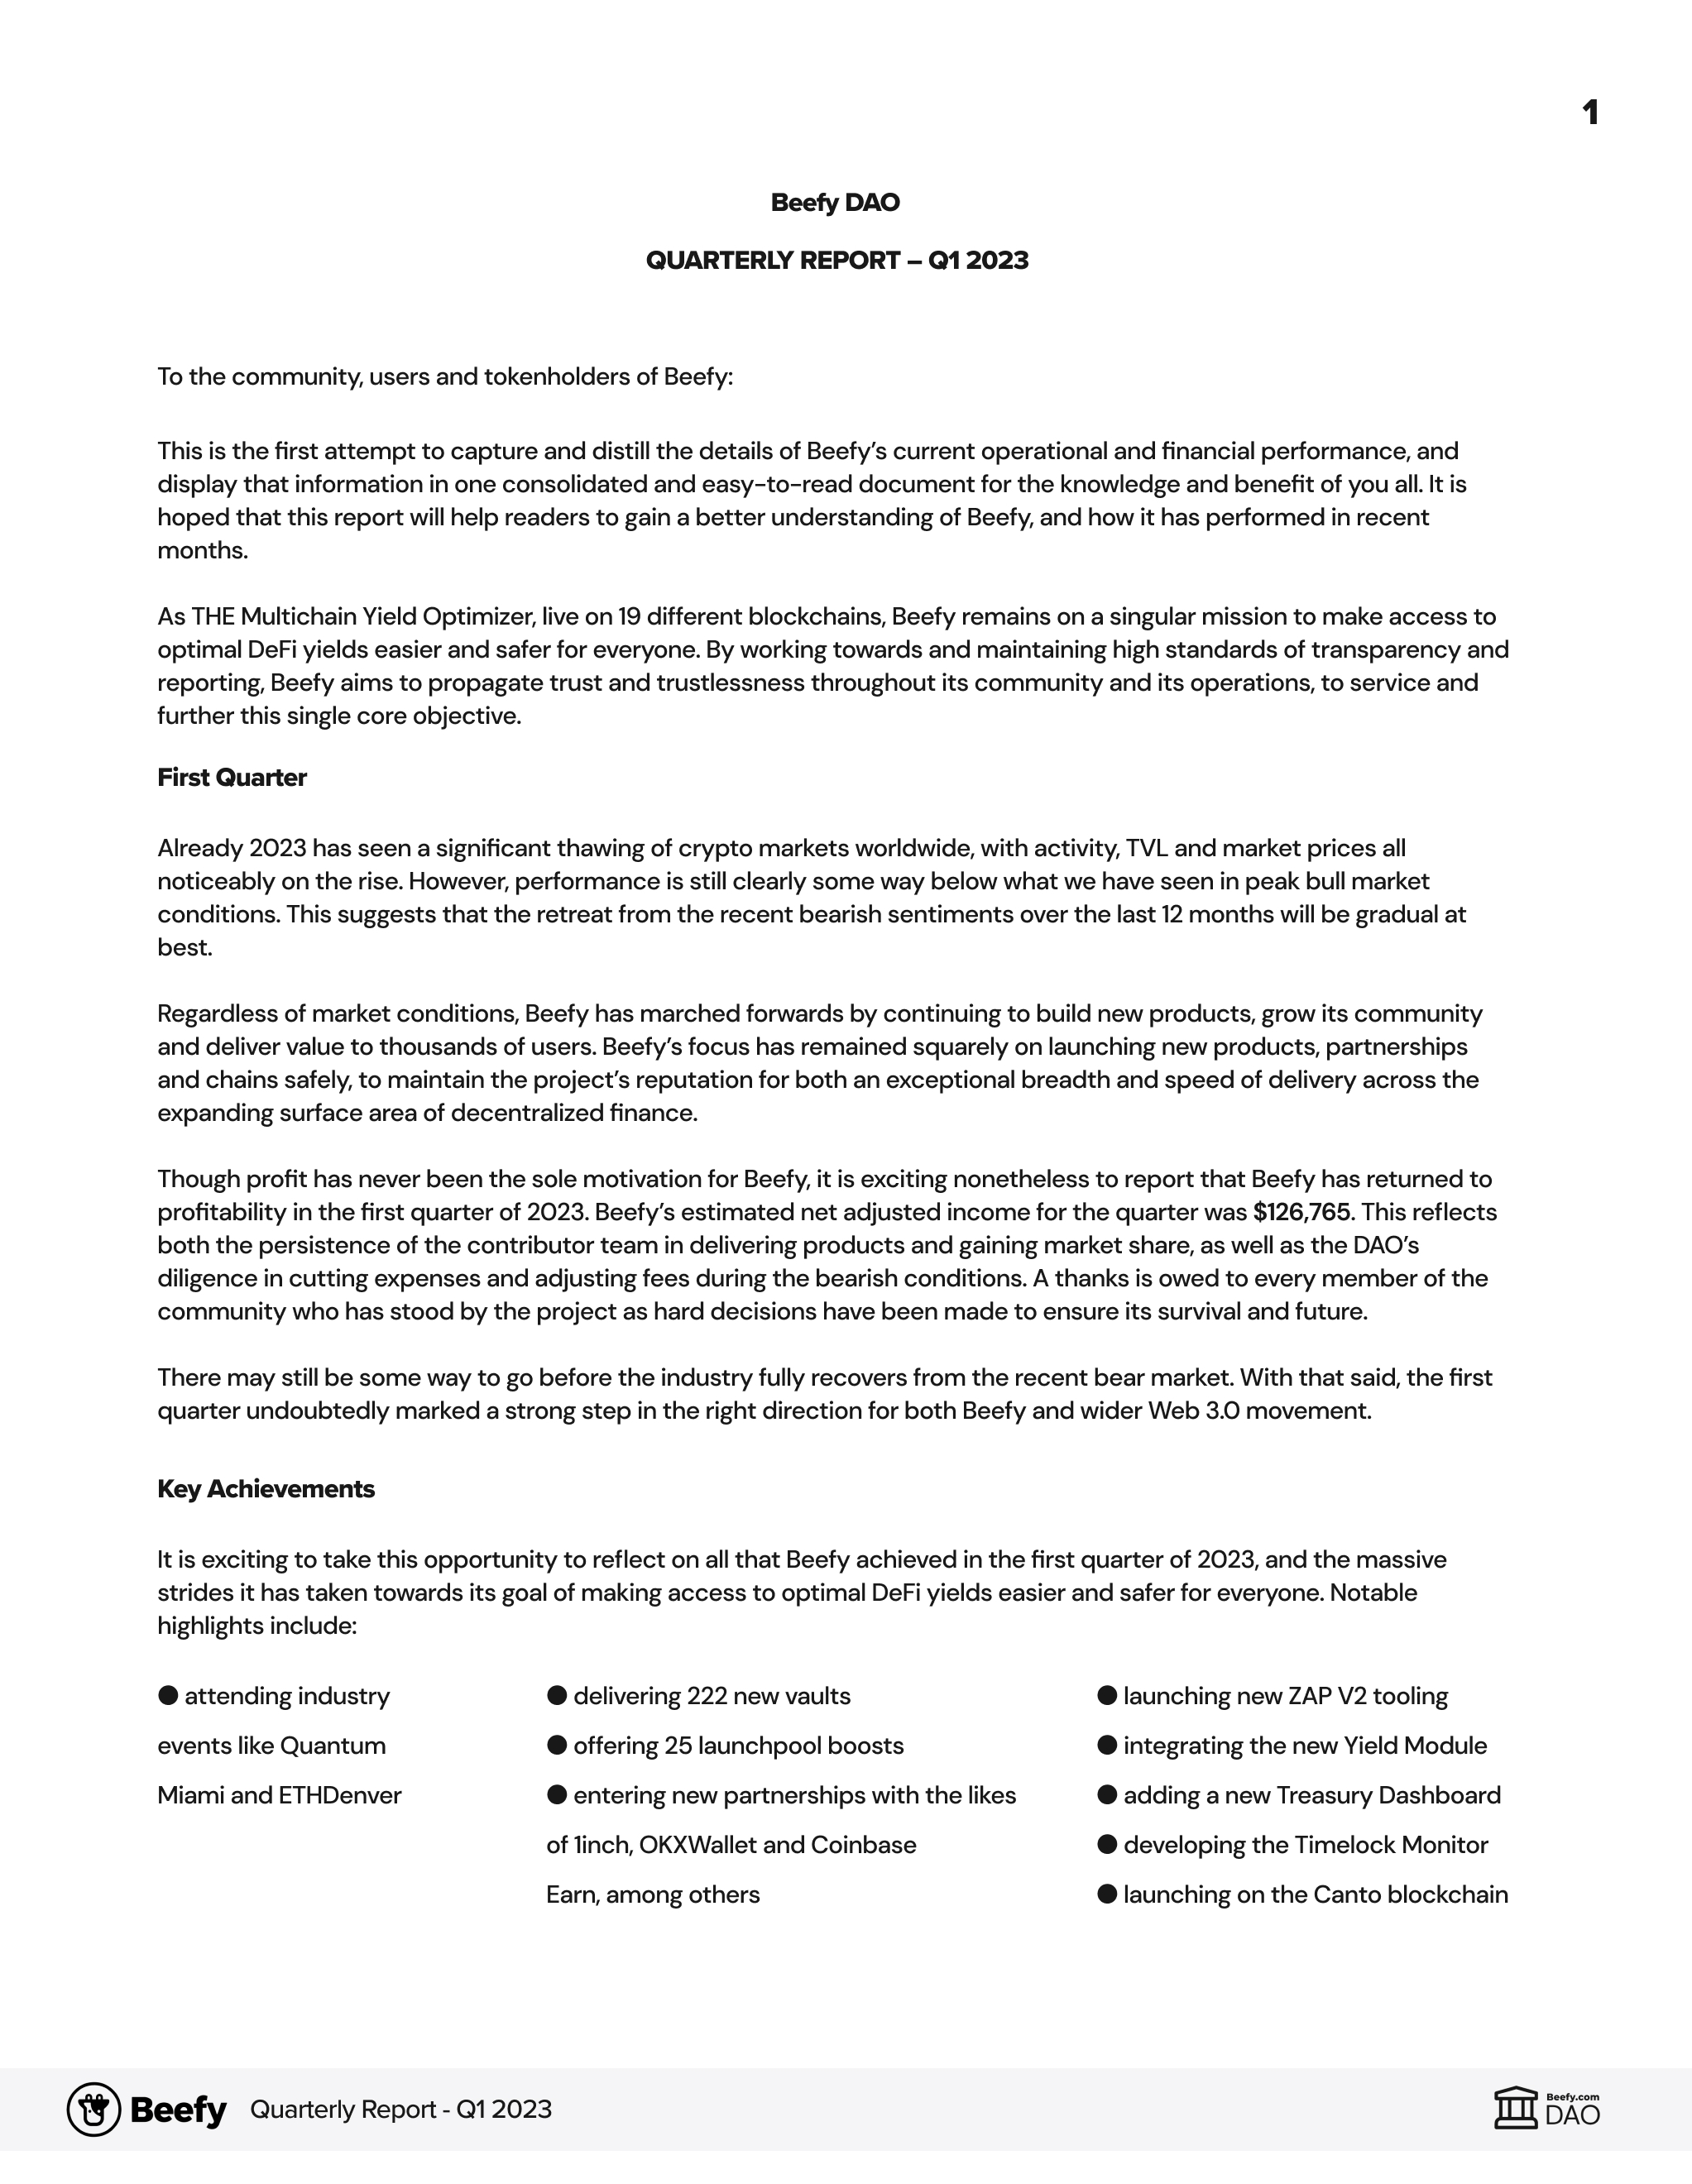 1
Beefy DAO
QUARTERLY REPORT – Q1 2023
To the community, users and tokenholders of Beefy:
This is the first attempt to capture and distill the details of Beefy’s current operational and financial performance, and
display that information in one consolidated and easy-to-read document for the knowledge and benefit of you all. It is
hoped that this report will help readers to gain a better understanding of Beefy, and how it has performed in recent
months.
As THE Multichain Yield Optimizer, live on 19 different blockchains, Beefy remains on a singular mission to make access to
optimal DeFi yields easier and safer for everyone. By working towards and maintaining high standards of transparency and
reporting, Beefy aims to propagate trust and trustlessness throughout its community and its operations, to service and
further this single core objective.
First Quarter
Already 2023 has seen a significant thawing of crypto markets worldwide, with activity, TVL and market prices all
noticeably on the rise. However, performance is still clearly some way below what we have seen in peak bull market
conditions. This suggests that the retreat from the recent bearish sentiments over the last 12 months will be gradual at
best.
Regardless of market conditions, Beefy has marched forwards by continuing to build new products, grow its community
and deliver value to thousands of users. Beefy’s focus has remained squarely on launching new products, partnerships
and chains safely, to maintain the project’s reputation for both an exceptional breadth and speed of delivery across the
expanding surface area of decentralized finance.
Though profit has never been the sole motivation for Beefy, it is exciting nonetheless to report that Beefy has returned to
profitability in the first quarter of 2023. Beefy’s estimated net adjusted income for the quarter was $126,765. This reflects
both the persistence of the contributor team in delivering products and gaining market share, as well as the DAO’s
diligence in cutting expenses and adjusting fees during the bearish conditions. A thanks is owed to every member of the
community who has stood by the project as hard decisions have been made to ensure its survival and future.
There may still be some way to go before the industry fully recovers from the recent bear market. With that said, the first
quarter undoubtedly marked a strong step in the right direction for both Beefy and wider Web 3.0 movement.
Key Achievements
It is exciting to take this opportunity to reflect on all that Beefy achieved in the first quarter of 2023, and the massive
strides it has taken towards its goal of making access to optimal DeFi yields easier and safer for everyone. Notable
highlights include:
● attending industry
events like Quantum
Miami and ETHDenver
● delivering 222 new vaults
● offering 25 launchpool boosts
● entering new partnerships with the likes
of 1inch, OKXWallet and Coinbase
Earn, among others
● launching new ZAP V2 tooling
● integrating the new Yield Module
● adding a new Treasury Dashboard
● developing the Timelock Monitor
● launching on the Canto blockchain
Beefy Quarterly Report - Q1 2023
Beefy.com
DAO